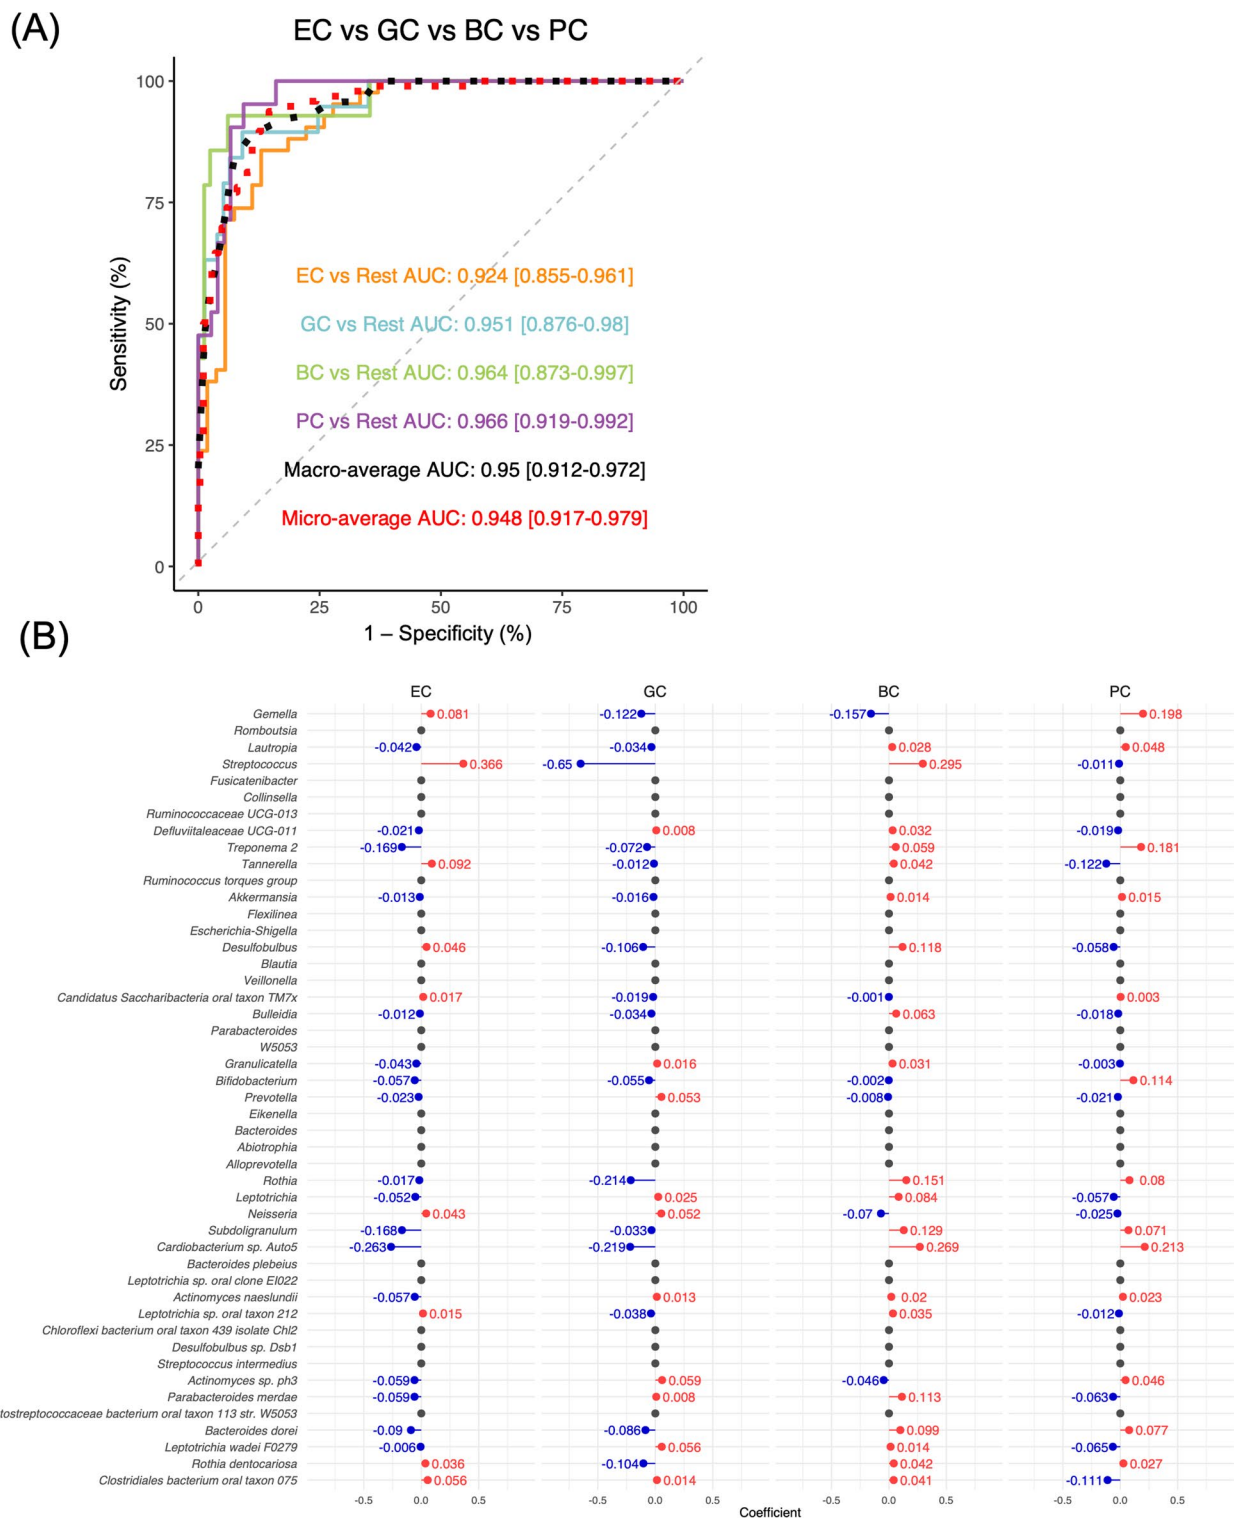 (A)
EC vs GC vs BC vs PC
100
75
50
25
0
Sensitivity (%)
EC vs Rest AUC: 0.924 [0.855-0.961]
GC vs Rest AUC: 0.951 [0.876-0.98]
BC vs Rest AUC: 0.964 [0.873-0.997]
PC vs Rest AUC: 0.966 [0.919-0.992]
Macro-average AUC: 0.95 [0.912-0.972]
Micro-average AUC: 0.948 [0.917-0.979]
0 25 50 75 100
1 – Specificity (%)
(B)
EC GC BC PC
Gemella 0.081 -0.122 -0.157 0.198
Romboutsia
Lautropia -0.042 -0.034 0.028 0.048
Streptococcus 0.366 -0.65 0.295 -0.011
Fusicatenibacter
Collinsella
Ruminococcaceae UCG-013
Defluviitaleaceae UCG-011 -0.021 0.008 0.032 -0.019
Treponema 2 -0.169 -0.072 0.059 0.181
Tannerella 0.092 -0.012 0.042 -0.122
Ruminococcus torques group
Akkermansia -0.013 -0.016 0.014 0.015
Flexilinea
Escherichia-Shigella
Desulfobulbus 0.046 -0.106 0.118 -0.058
Blautia
Veillonella
Candidatus Saccharibacteria oral taxon TM7x 0.017 -0.019 -0.001 0.003
Bulleidia -0.012 -0.034 0.063 -0.018
Parabacteroides
W5053
Granulicatella -0.043 0.016 0.031 -0.003
Bifidobacterium -0.057 -0.055 -0.002 0.114
Prevotella -0.023 0.053 -0.008 -0.021
Eikenella
Bacteroides
Abiotrophia
Alloprevotella
Rothia -0.017 -0.214 0.151 0.08
Leptotrichia -0.052 0.025 0.084 -0.057
Neisseria 0.043 0.052 -0.07 -0.025
Subdoligranulum -0.168 -0.033 0.129 0.071
Cardiobacterium sp. Auto5 -0.263 -0.219 0.269 0.213
Bacteroides plebeius
Leptotrichia sp. oral clone EI022
Actinomyces naeslundii -0.057 0.013 0.02 0.023
Leptotrichia sp. oral taxon 212 0.015 -0.038 0.035 -0.012
Chloroflexi bacterium oral taxon 439 isolate Chl2
Desulfobulbus sp. Dsb1
Streptococcus intermedius
Actinomyces sp. ph3 -0.059 0.059 -0.046 0.046
Parabacteroides merdae -0.059 0.008 0.113 -0.063
tostreptococcaceae bacterium oral taxon 113 str. W5053
Bacteroides dorei -0.09 -0.086 0.099 0.077
Leptotrichia wadei F0279 -0.006 0.056 0.014 -0.065
Rothia dentocariosa 0.036 -0.104 0.042 0.027
Clostridiales bacterium oral taxon 075 0.056 0.014 0.041 -0.111
-0.5 0.0 0.5 -0.5 0.0 0.5 -0.5 0.0 0.5 -0.5 0.0 0.5
Coefficient